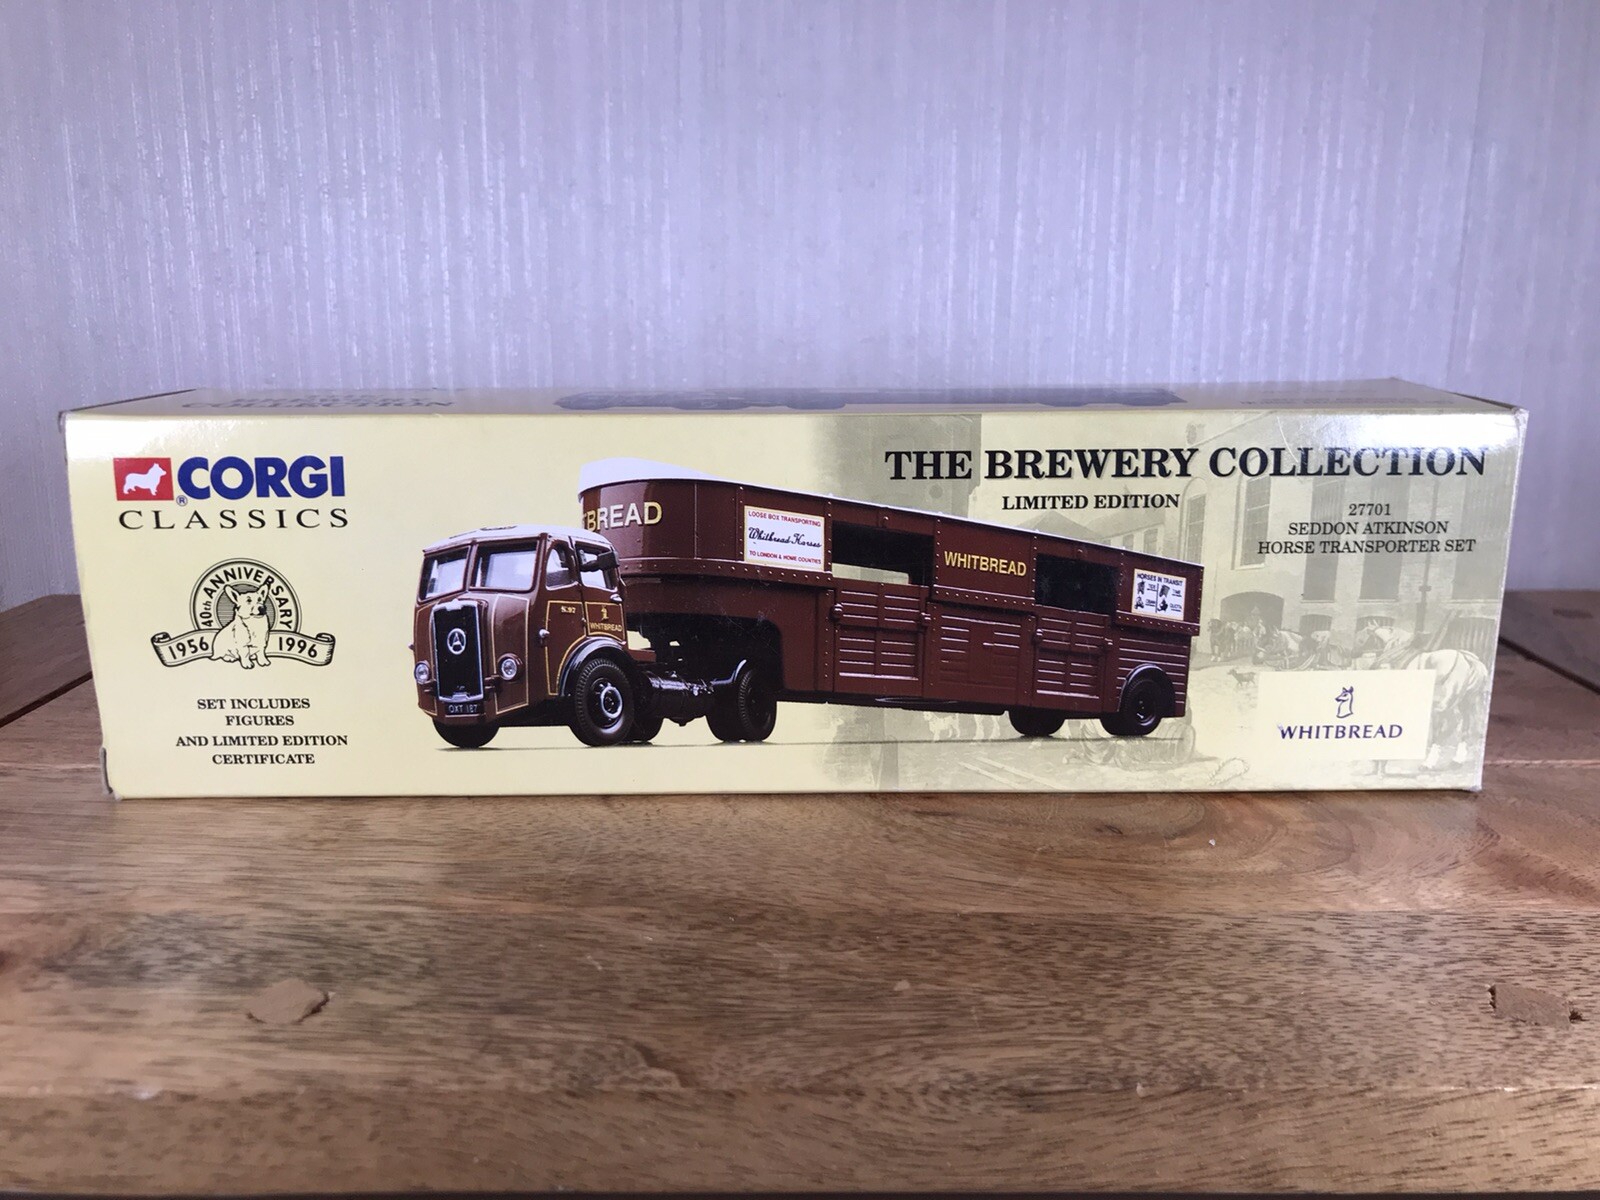 CORGI
CLASSICS
40th ANNIVERSARY
1956 1996
SET INCLUDES
FIGURES
AND LIMITED EDITION
CERTIFICATE
THE BREWERY COLLECTION
LIMITED EDITION
27701
SEDDON ATKINSON
HORSE TRANSPORTER SET
BREAD
LOOSE BOX TRANSPORTING
Whitbread Horses
TO LONDON & HOME COUNTIES
WHITBREAD
HORSES IN TRANSIT
WHITBREAD
WHITBREAD
COLLECTION